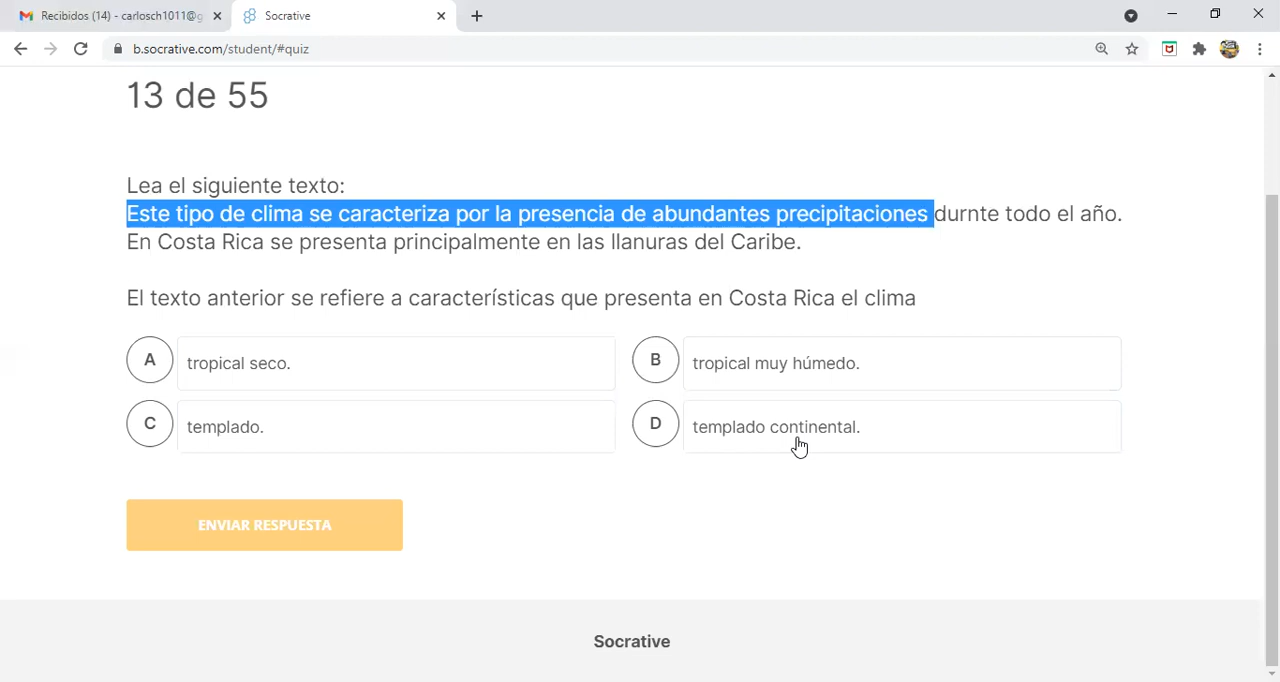 Recibidos (14) - carlosch1011@g
Socrative
b.socrative.com/student/#quiz
13 de 55
Lea el siguiente texto:
Este tipo de clima se caracteriza por la presencia de abundantes precipitaciones durnte todo el año.
En Costa Rica se presenta principalmente en las llanuras del Caribe.
El texto anterior se refiere a características que presenta en Costa Rica el clima
A tropical seco.
B tropical muy húmedo.
C templado.
D templado continental.
ENVIAR RESPUESTA
Socrative